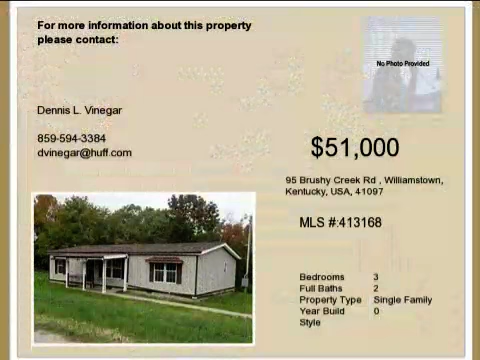 For more information about this property
please contact:
No Photo Provided
Dennis L. Vinegar
859-594-3384
dvinegar@huff.com
$51,000
95 Brushy Creek Rd , Williamstown,
Kentucky, USA, 41097
MLS #:413168
Bedrooms 3
Full Baths 2
Property Type Single Family
Year Build 0
Style